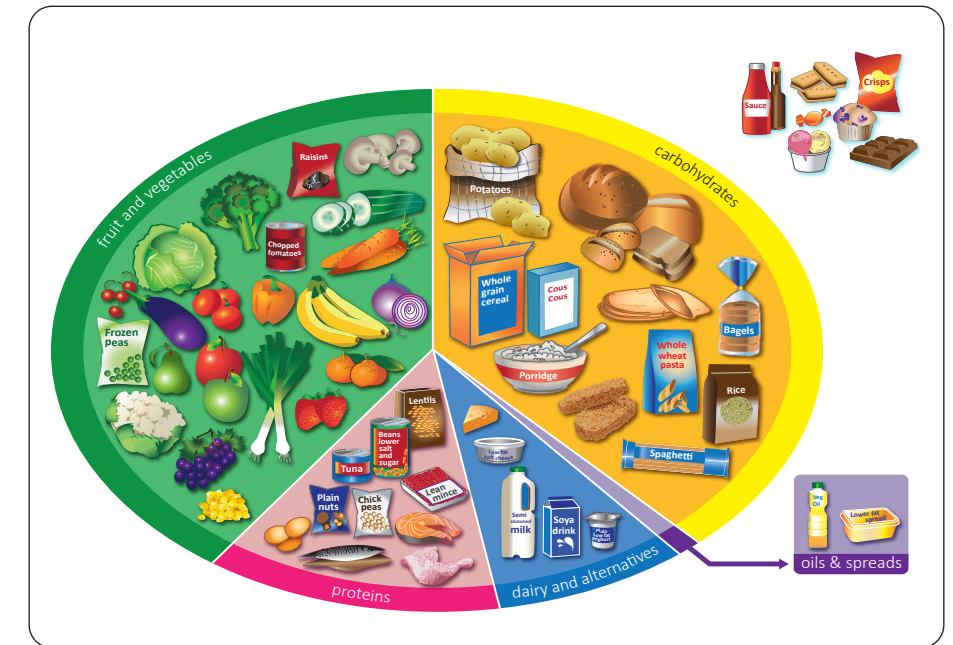 Sauce
Crisps
fruit and vegetables
carbohydrates
Raisins
Potatoes
Chopped
tomatoes
Whole
grain
cereal
Cous
Cous
Frozen
peas
Bagels
Whole
wheat
pasta
Porridge
Rice
Lentils
Beans
lower
salt
and
sugar
Tuna
Low fat
soft cheese
Spaghetti
Lean
mince
Plain
nuts
Chick
peas
Semi
skimmed
milk
Soya
drink
Plain
Low fat
Yoghurt
Veg
Oil
Lower fat
spread
oils & spreads
proteins
dairy and alternatives